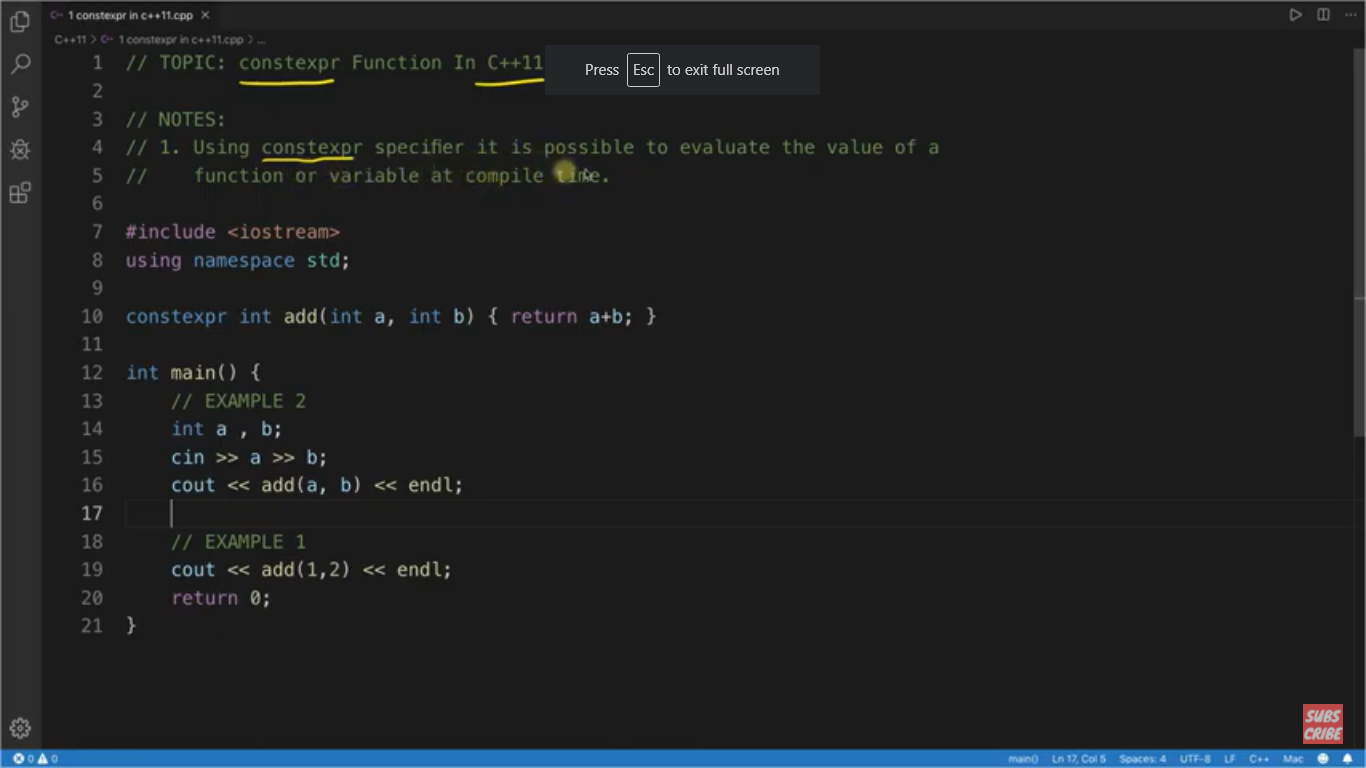 1 constexpr in c++11.cpp
C++11 > 1 constexpr in c++11.cpp > ...
Press Esc to exit full screen
1 // TOPIC: constexpr Function In C++11
2
3 // NOTES:
4 // 1. Using constexpr specifier it is possible to evaluate the value of a
5 //    function or variable at compile time.
6
7 #include <iostream>
8 using namespace std;
9
10 constexpr int add(int a, int b) { return a+b; }
11
12 int main() {
13     // EXAMPLE 2
14     int a , b;
15     cin >> a >> b;
16     cout << add(a, b) << endl;
17
18     // EXAMPLE 1
19     cout << add(1,2) << endl;
20     return 0;
21 }
SUBS
CRIBE
0 0 main() Ln 17, Col 5 Spaces: 4 UTF-8 LF C++ Mac